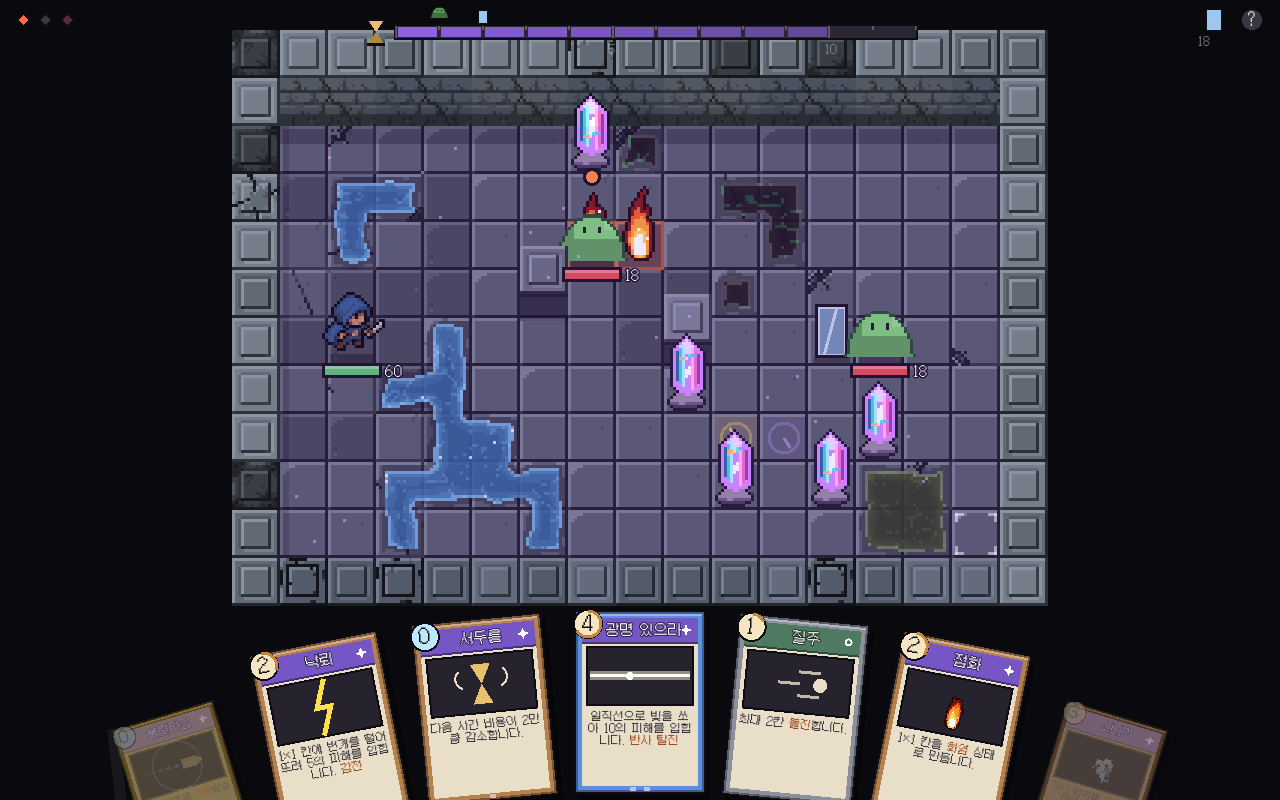 5
10
18
?
18
18
60
2
낙뢰
1×1 칸에 번개를 떨어
뜨려 5의 피해를 입힙
니다. 감전
0
서두름
다음 시간 비용이 2만
큼 감소합니다.
4
광명 있으라
일직선으로 빛을 쏘
아 10의 피해를 입힙
니다. 반사 탈진
1
질주
최대 2칸 돌진합니다.
2
점화
1×1 칸을 화염 상태
로 만듭니다.
0
3